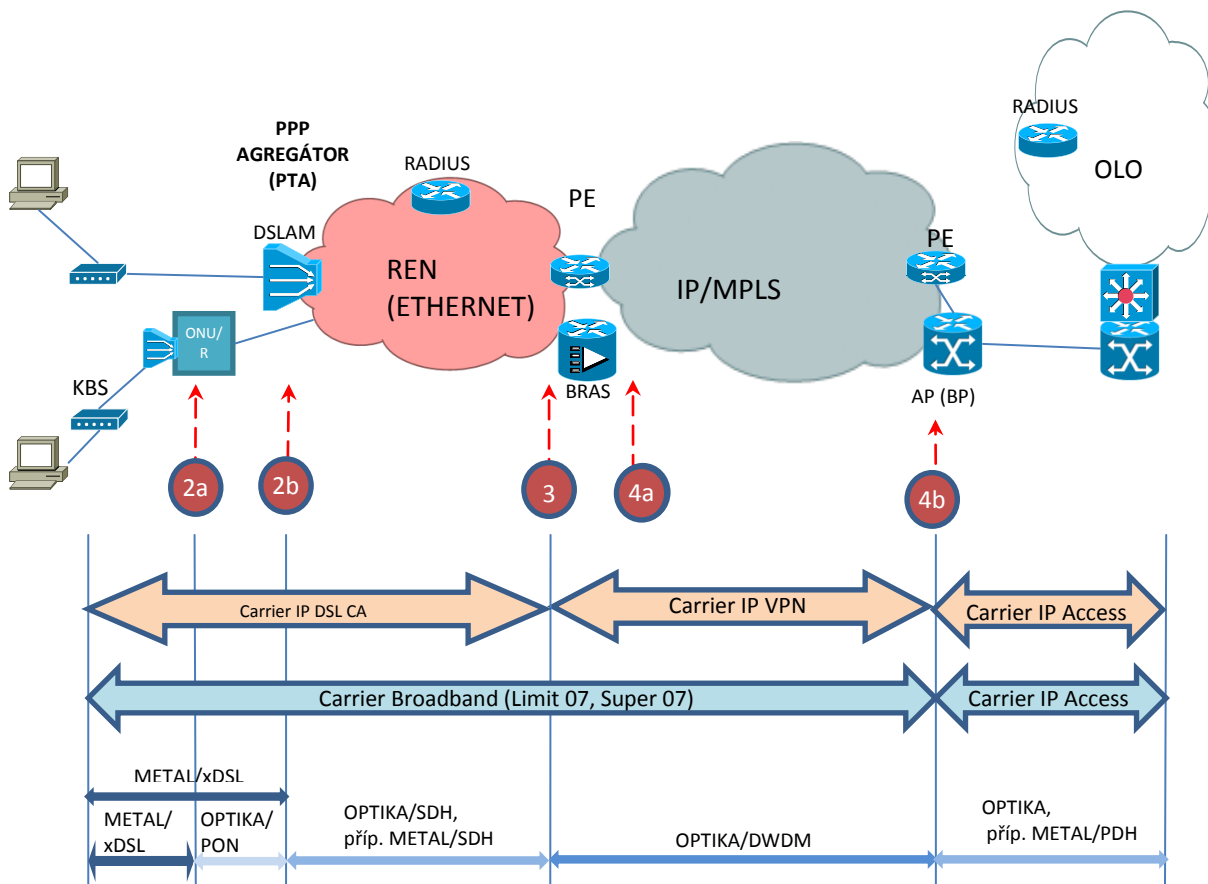 RADIUS
OLO
PPP
AGREGÁTOR
(PTA)
RADIUS
PE
DSLAM
PE
REN
(ETHERNET)
IP/MPLS
ONU/
R
KBS
BRAS
AP (BP)
2a
2b
3
4a
4b
Carrier IP DSL CA
Carrier IP VPN
Carrier IP Access
Carrier Broadband (Limit 07, Super 07)
Carrier IP Access
METAL/xDSL
METAL/
xDSL
OPTIKA/
PON
OPTIKA/SDH,
příp. METAL/SDH
OPTIKA/DWDM
OPTIKA,
příp. METAL/PDH